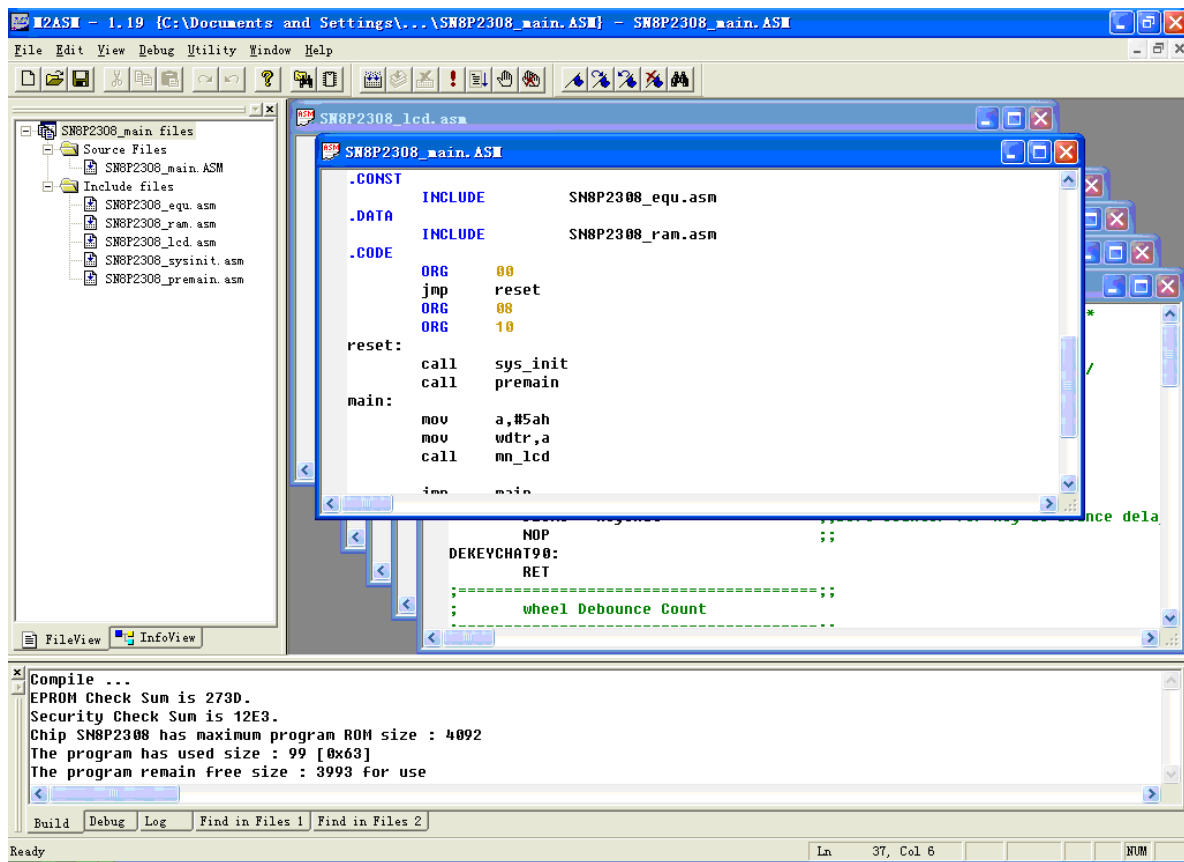 M2ASM - 1.19 {C:\Documents and Settings\...\SN8P2308_main.ASM} - SN8P2308_main.ASM
File Edit View Debug Utility Window Help
SN8P2308_main files
Source Files
SN8P2308_main.ASM
Include files
SN8P2308_equ.asm
SN8P2308_ram.asm
SN8P2308_lcd.asm
SN8P2308_sysinit.asm
SN8P2308_premain.asm
FileView InfoView
SN8P2308_lcd.asm
SN8P2308_main.ASM
.CONST
INCLUDE SN8P2308_equ.asm
.DATA
INCLUDE SN8P2308_ram.asm
.CODE
ORG 00
jmp reset
ORG 08
ORG 10
reset:
call sys_init
call premain
main:
mov a,#5ah
mov wdtr,a
call mn_lcd
jmp main
NOP ;;
DEKEYCHAT90:
RET
;=======================================;;
; wheel Debounce Count
Compile ...
EPROM Check Sum is 273D.
Security Check Sum is 12E3.
Chip SN8P2308 has maximum program ROM size : 4092
The program has used size : 99 [0x63]
The program remain free size : 3993 for use
Build Debug Log Find in Files 1 Find in Files 2
Ready Ln 37, Col 6 NUM